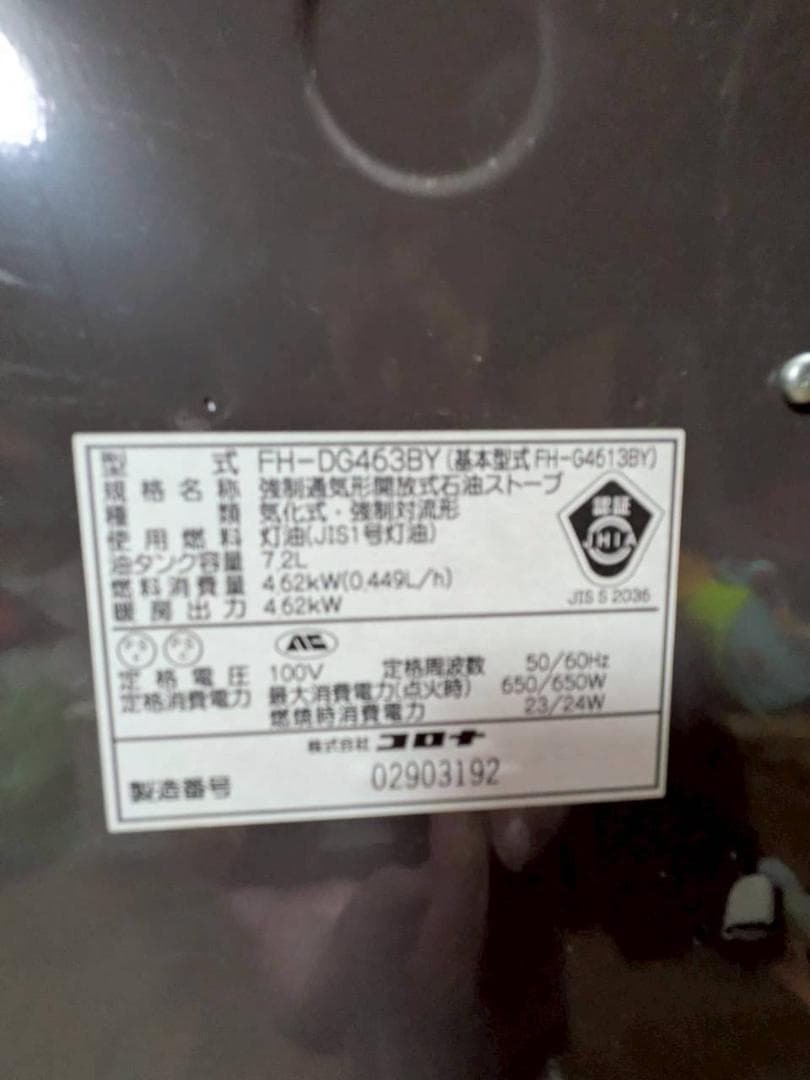 型 式 FH-DG463BY (基本型式 FH-G4613BY)
規格名称 強制通気形開放式石油ストーブ
種 類 気化式・強制対流形
使用燃料 灯油(JIS1号灯油)
油タンク容量 7.2L
燃料消費量 4.62kW(0.449L/h)
暖房出力 4.62kW
認証
JHIA
JIS S 2036
定格電圧 100V 定格周波数 50/60Hz
定格消費電力 最大消費電力(点火時) 650/650W
燃焼時消費電力 23/24W
株式会社 コロナ
製造番号 02903192